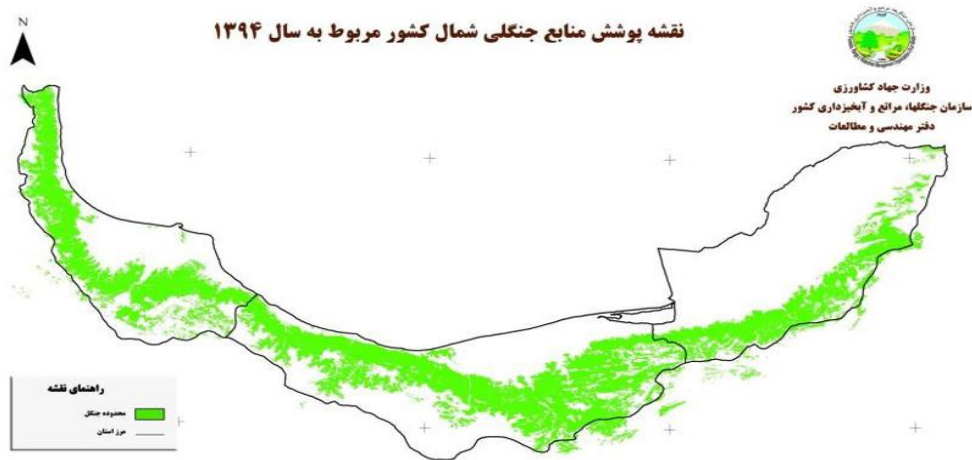 نقشه پوشش منابع جنگلی شمال کشور مربوط به سال ۱۳۹۴
N
وزارت جهاد کشاورزی
سازمان جنگلها، مراتع و آبخیزداری کشور
دفتر مهندسی و مطالعات
راهنمای نقشه
محدوده جنگل
مرز استان